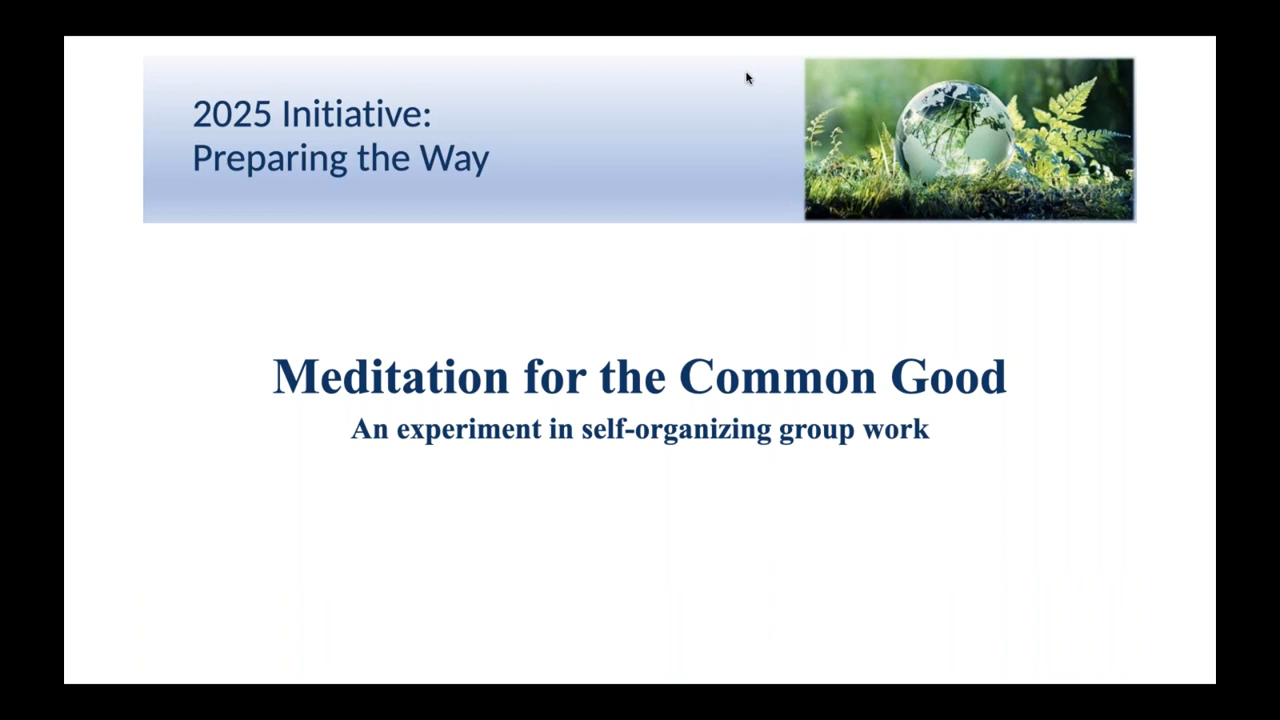 2025 Initiative:
Preparing the Way
Meditation for the Common Good
An experiment in self-organizing group work